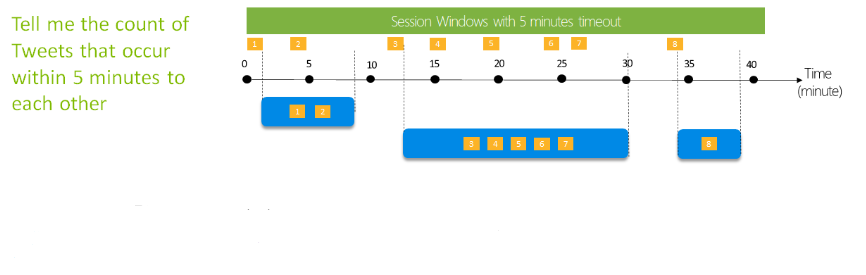 Tell me the count of
Tweets that occur
within 5 minutes to
each other
Session Windows with 5 minutes timeout
1 2 3 4 5 6 7 8
0 5 10 15 20 25 30 35 40
Time
(minute)
1 2
3 4 5 6 7 8